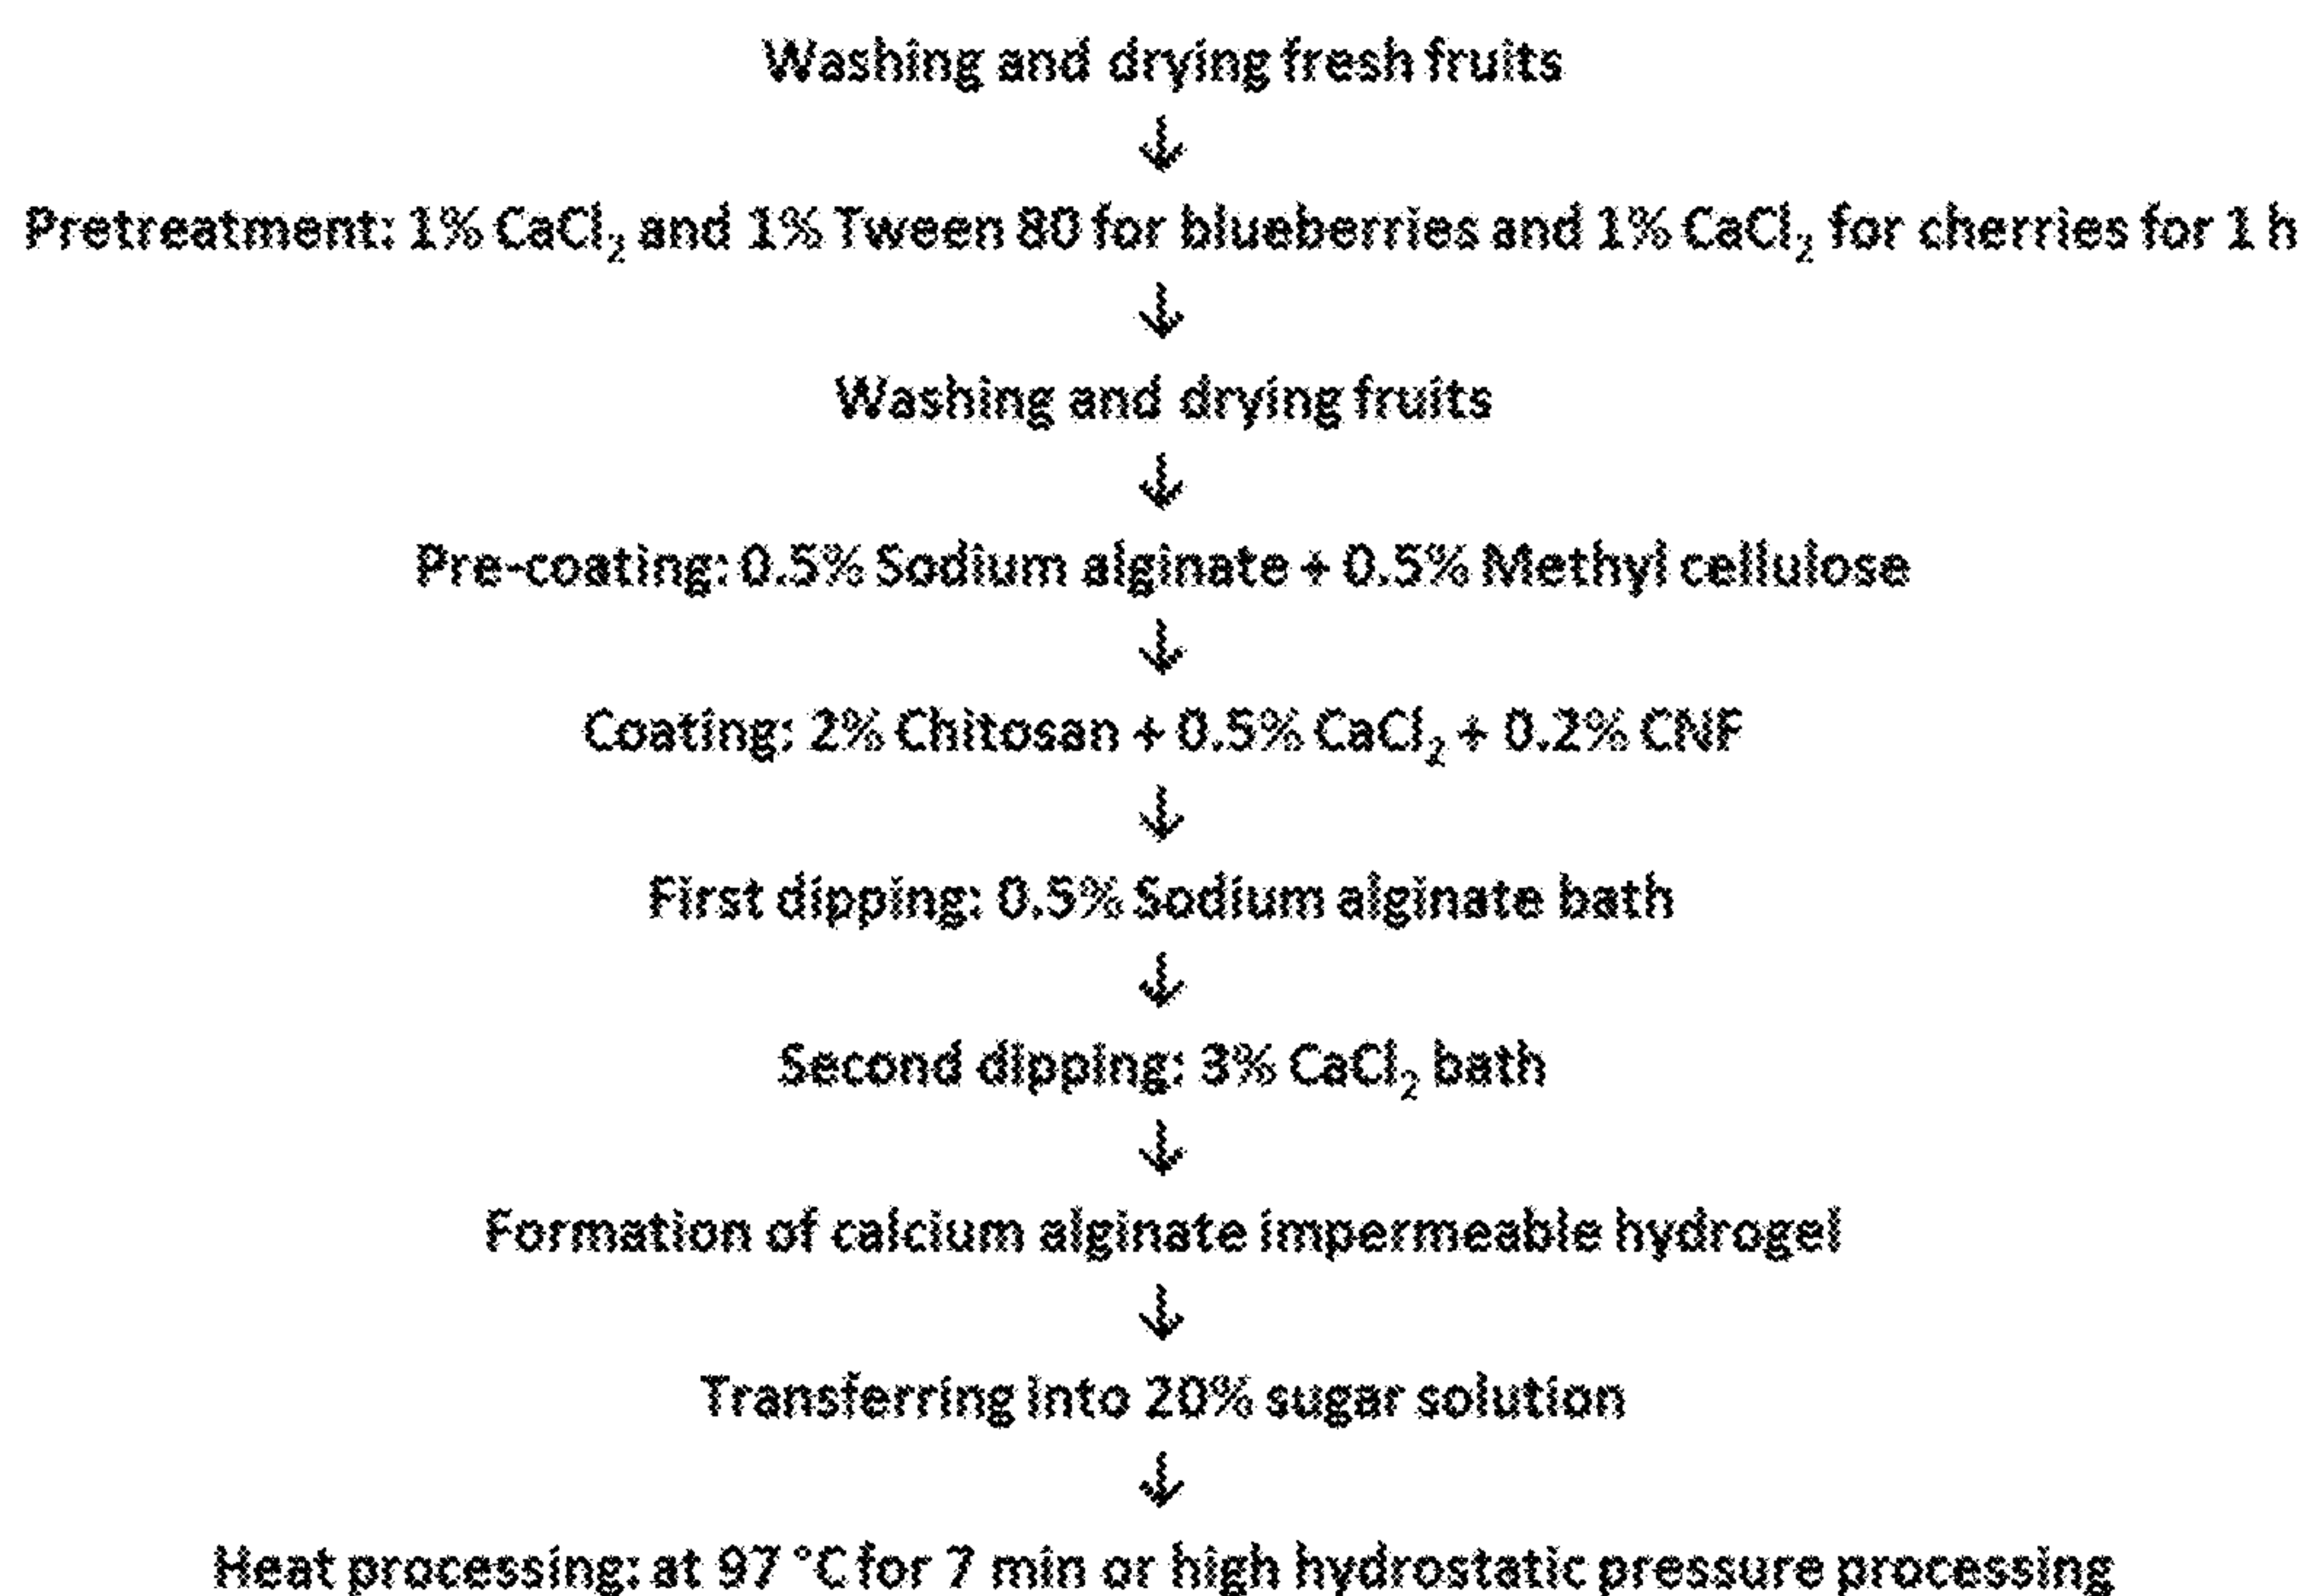 Washing and drying fresh fruits
↓
Pretreatment: 1% CaCl₂ and 1% Tween 80 for blueberries and 1% CaCl₂ for cherries for 1 h
↓
Washing and drying fruits
↓
Pre-coating: 0.5% Sodium alginate + 0.5% Methyl cellulose
↓
Coating: 2% Chitosan + 0.5% CaCl₂ + 0.2% CNF
↓
First dipping: 0.5% Sodium alginate bath
↓
Second dipping: 3% CaCl₂ bath
↓
Formation of calcium alginate impermeable hydrogel
↓
Transferring into 20% sugar solution
↓
Heat processing: at 97 °C for 7 min or high hydrostatic pressure processing